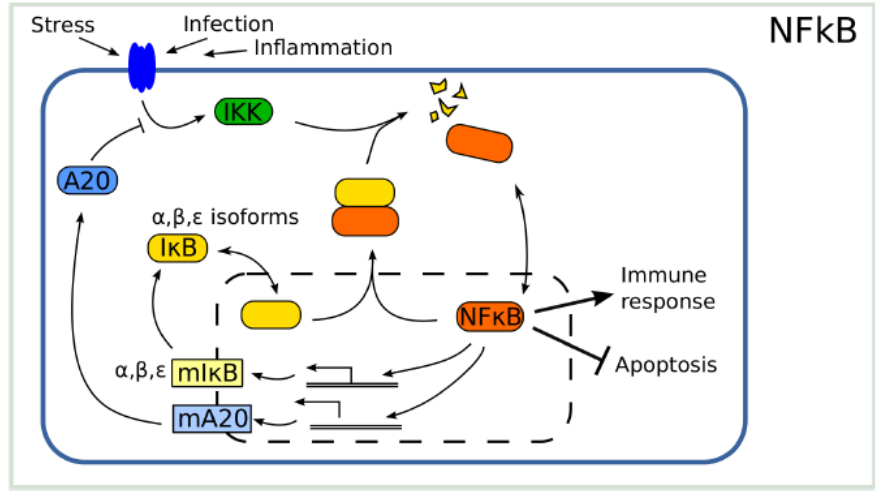 NFkB
Stress
Infection
Inflammation
IKK
A20
α,β,ε isoforms
IκB
NFκB
Immune
response
Apoptosis
α,β,ε
mIκB
mA20